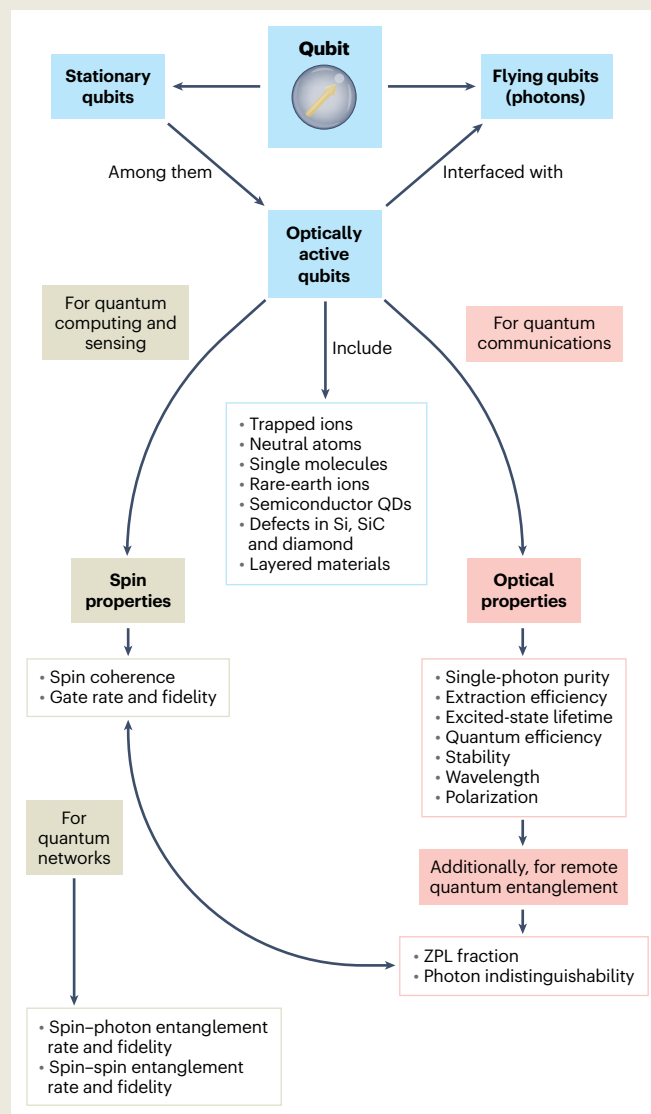 Qubit
Stationary
qubits
Flying qubits
(photons)
Among them
Interfaced with
Optically
active
qubits
For quantum
computing and
sensing
Include
For quantum
communications
• Trapped ions
• Neutral atoms
• Single molecules
• Rare-earth ions
• Semiconductor QDs
• Defects in Si, SiC
and diamond
• Layered materials
Spin
properties
Optical
properties
• Spin coherence
• Gate rate and fidelity
• Single-photon purity
• Extraction efficiency
• Excited-state lifetime
• Quantum efficiency
• Stability
• Wavelength
• Polarization
For
quantum
networks
Additionally, for remote
quantum entanglement
• ZPL fraction
• Photon indistinguishability
• Spin–photon entanglement
rate and fidelity
• Spin–spin entanglement
rate and fidelity